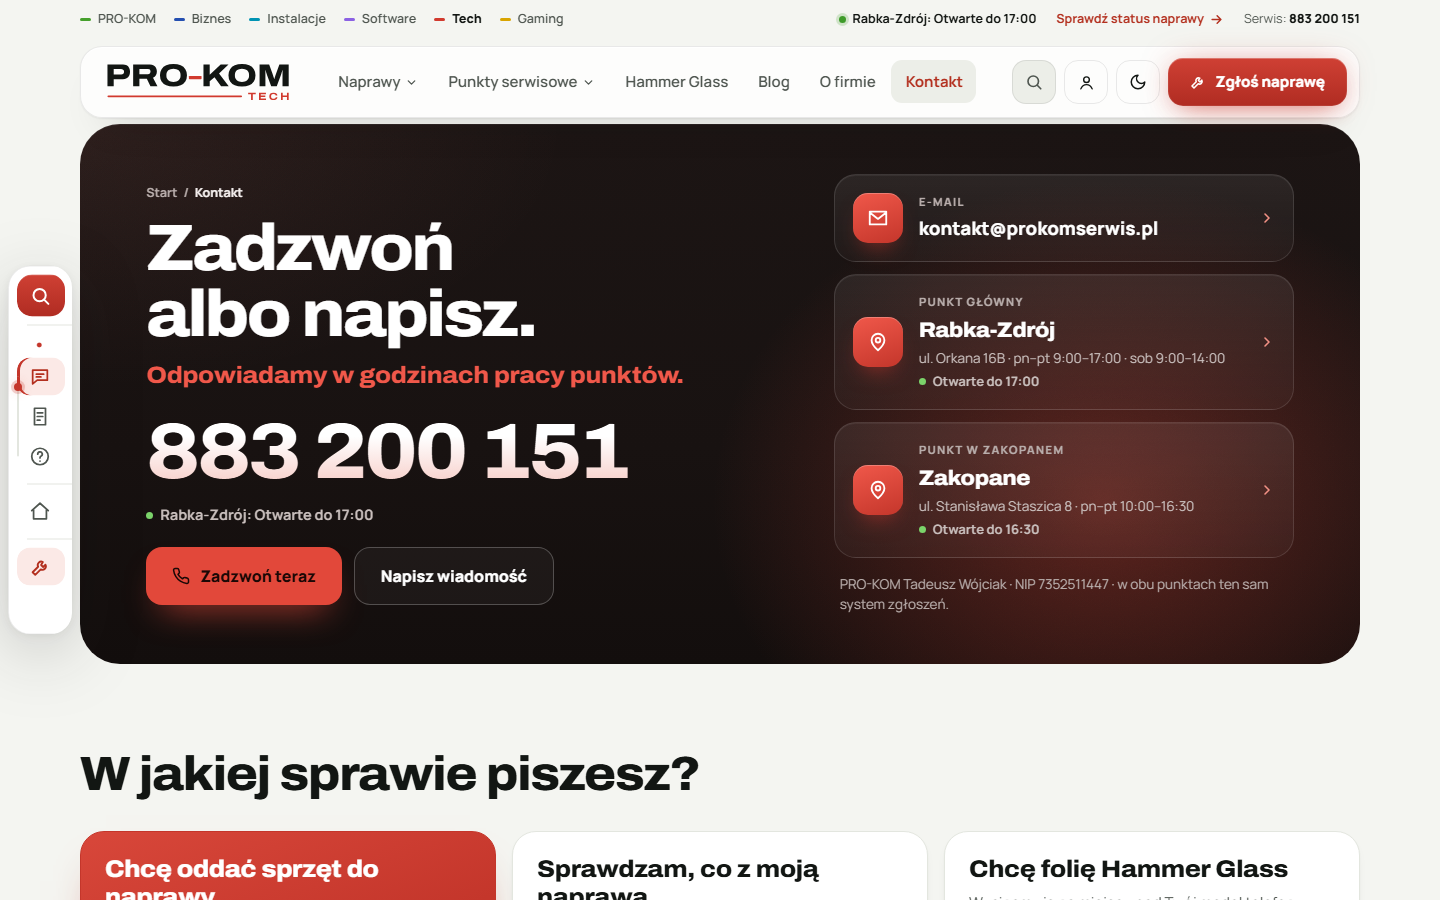 PRO-KOM
Biznes
Instalacje
Software
Tech
Gaming
Rabka-Zdrój: Otwarte do 17:00
Sprawdź status naprawy →
Serwis: 883 200 151
PRO-KOM
TECH
Naprawy
Punkty serwisowe
Hammer Glass
Blog
O firmie
Kontakt
Zgłoś naprawę
Start / Kontakt
Zadzwoń
albo napisz.
Odpowiadamy w godzinach pracy punktów.
883 200 151
Rabka-Zdrój: Otwarte do 17:00
Zadzwoń teraz
Napisz wiadomość
E-MAIL
kontakt@prokomserwis.pl
PUNKT GŁÓWNY
Rabka-Zdrój
ul. Orkana 16B · pn–pt 9:00–17:00 · sob 9:00–14:00
Otwarte do 17:00
PUNKT W ZAKOPANEM
Zakopane
ul. Stanisława Staszica 8 · pn–pt 10:00–16:30
Otwarte do 16:30
PRO-KOM Tadeusz Wójciak · NIP 7352511447 · w obu punktach ten sam
system zgłoszeń.
W jakiej sprawie piszesz?
Chcę oddać sprzęt do
naprawy
Sprawdzam, co z moją
naprawą
Chcę folię Hammer Glass